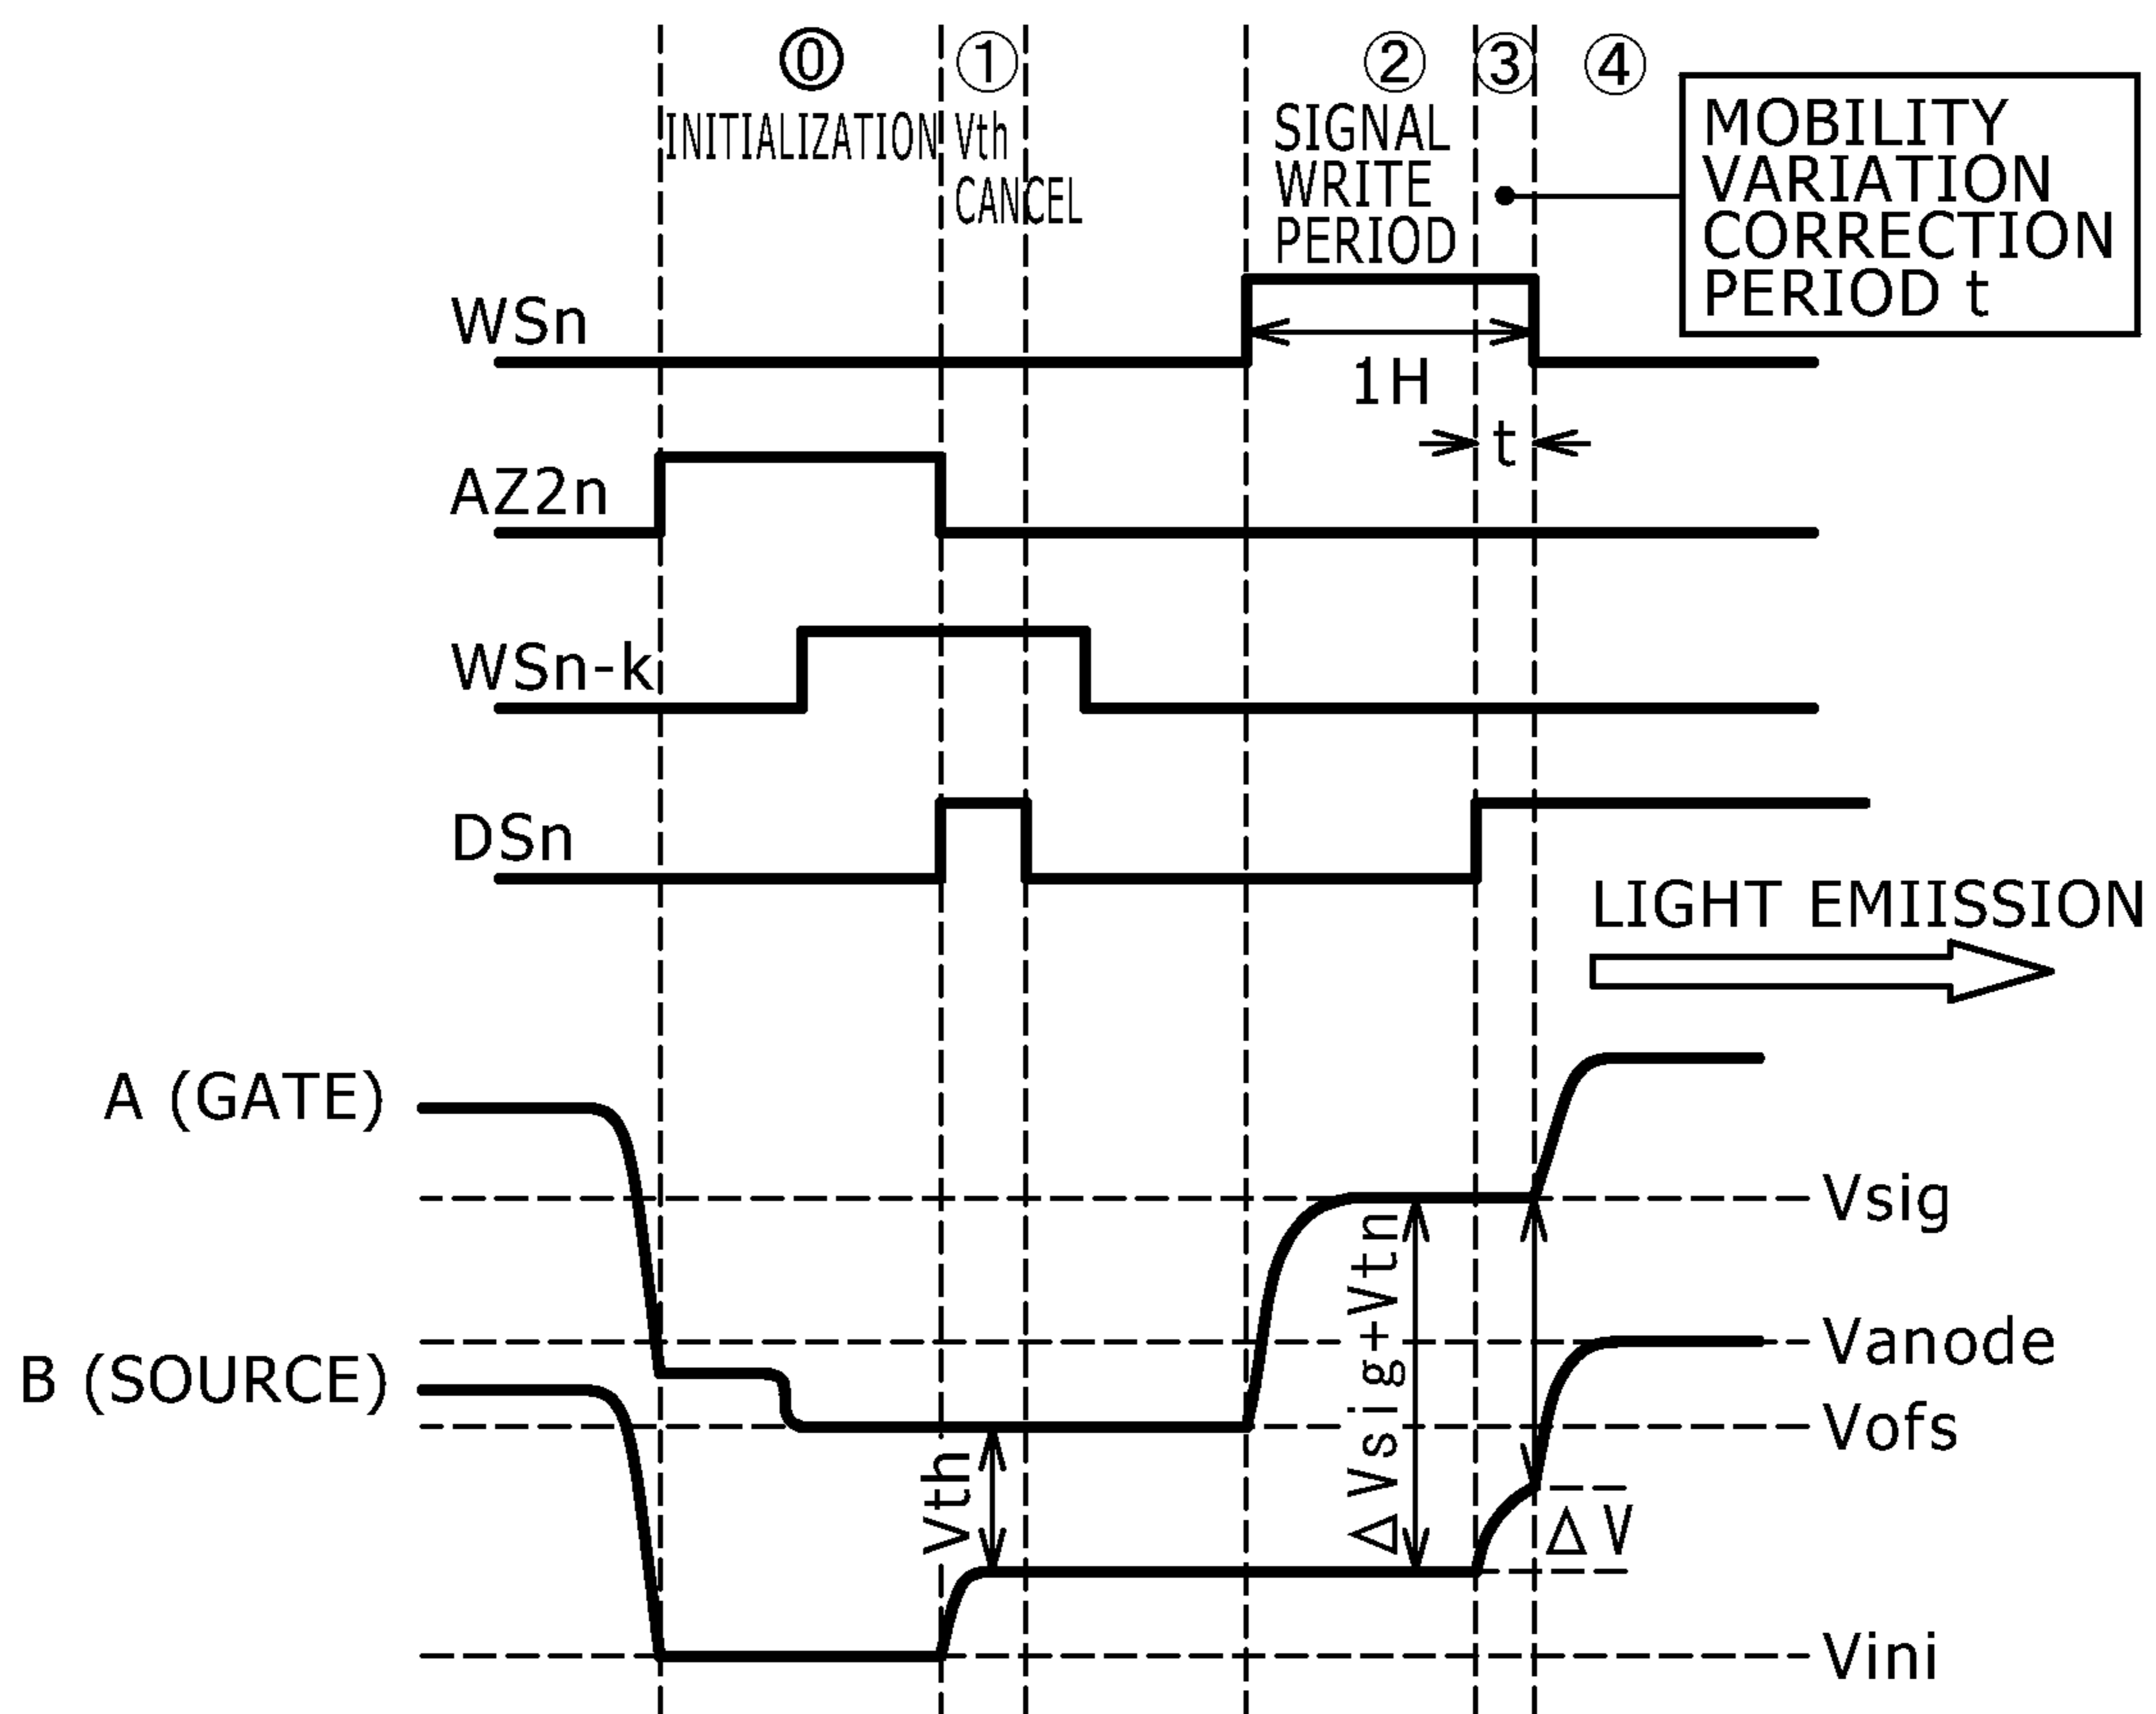 ⓪
①
②
③
④
INITIALIZATION
Vth
CANCEL
SIGNAL
WRITE
PERIOD
MOBILITY
VARIATION
CORRECTION
PERIOD t
WSn
1H
t
AZ2n
WSn-k
DSn
LIGHT EMIISSION
A (GATE)
Vsig
ΔVsig+Vtn
Vanode
B (SOURCE)
Vofs
Vth
ΔV
Vini